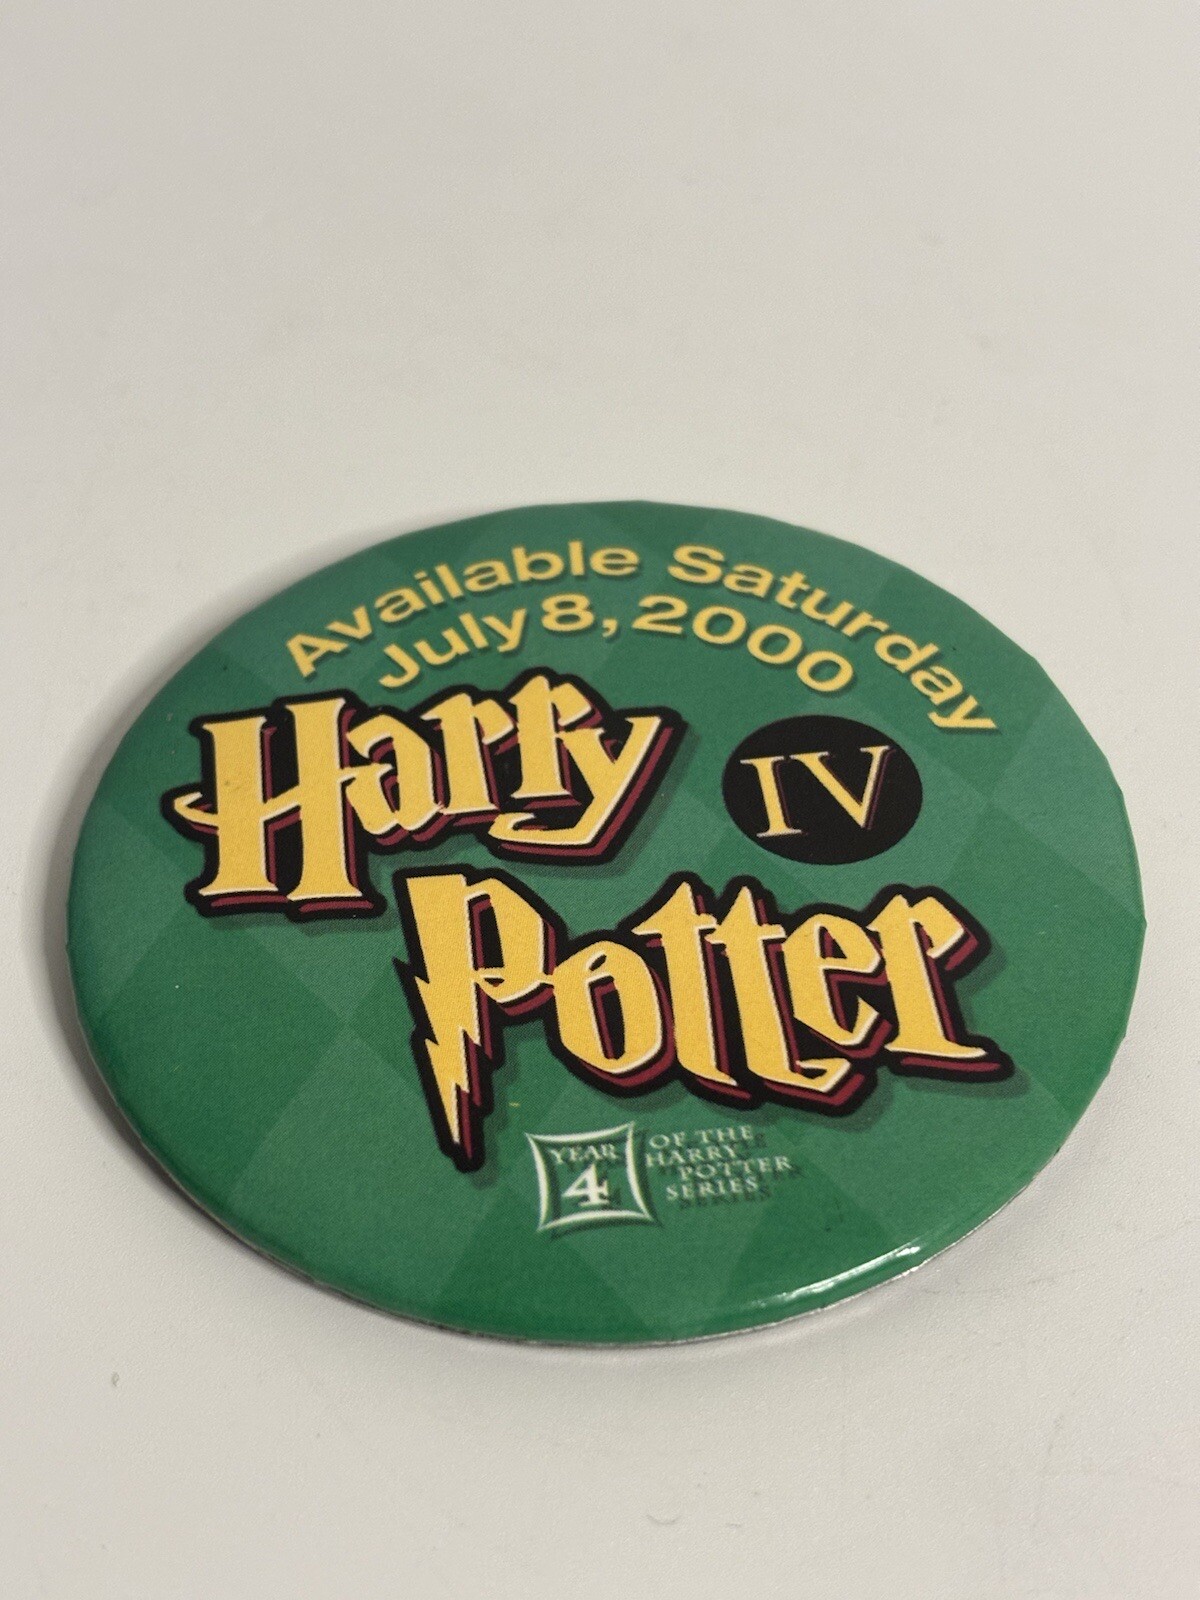 Available Saturday
July 8, 2000
Harry
IV
Potter
YEAR
4
OF THE
HARRY
POTTER
SERIES